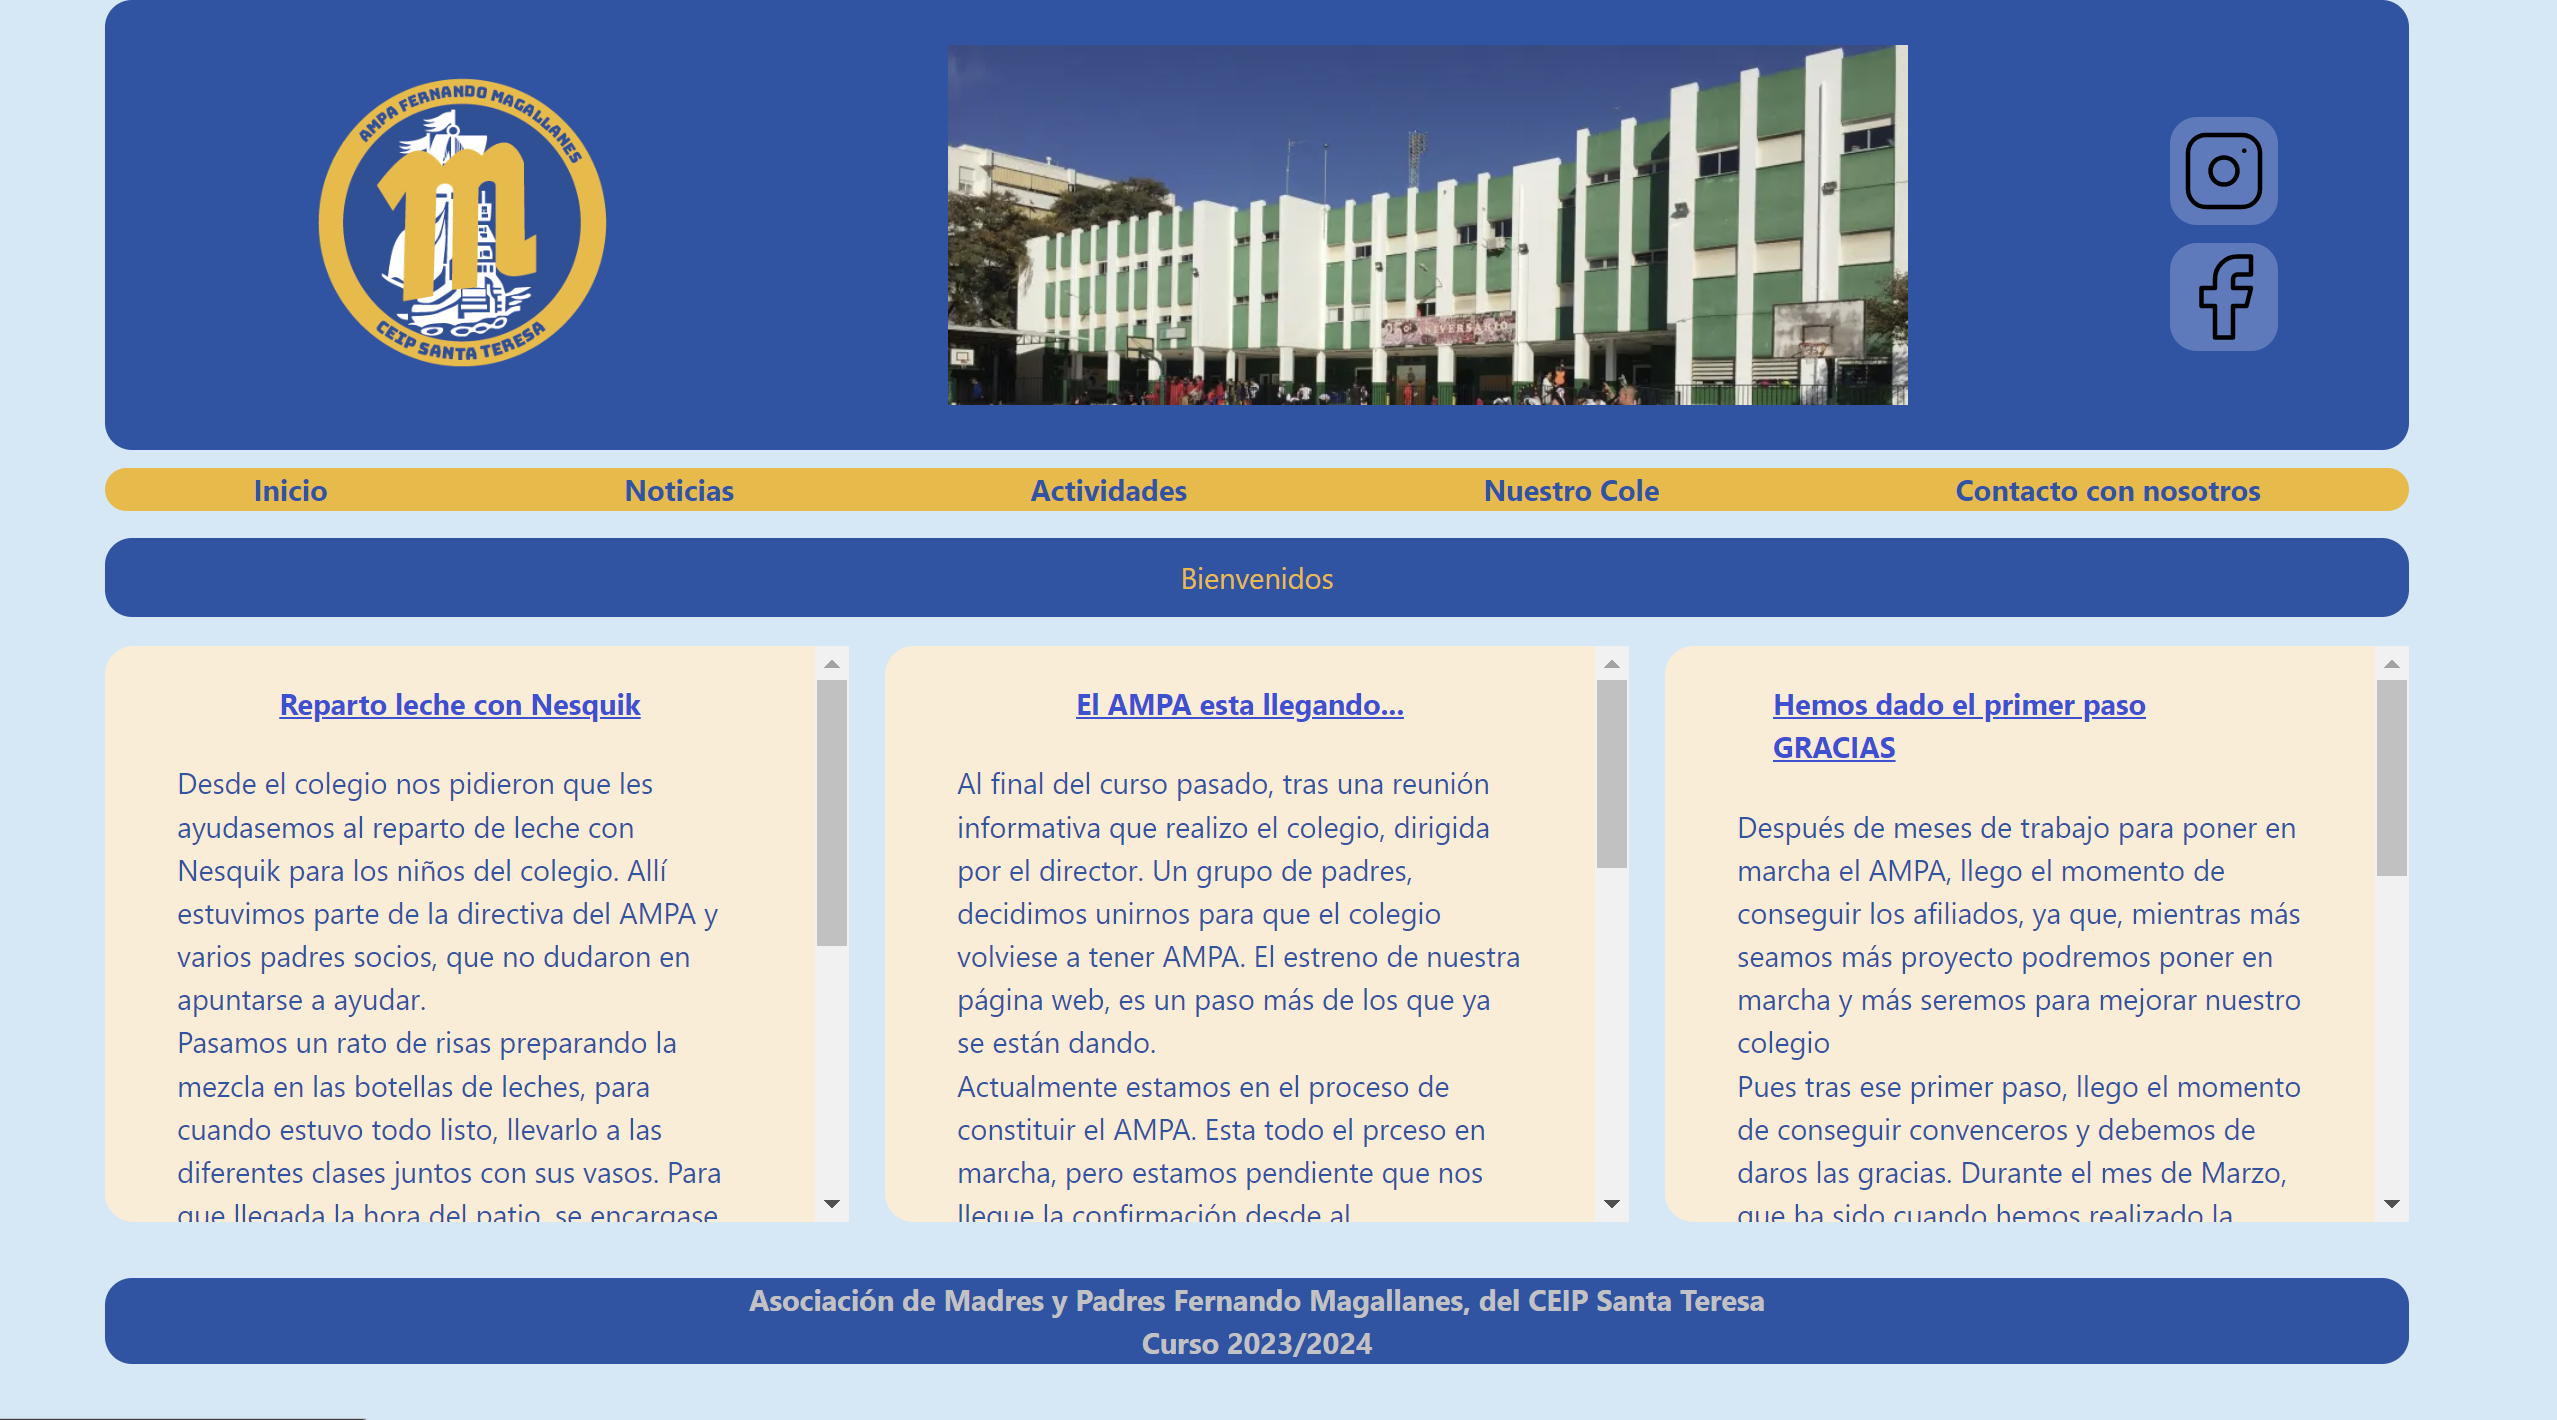 AMPA FERNANDO MAGALLANES
m
CEIP SANTA TERESA
ANIVERSARIO
Inicio
Noticias
Actividades
Nuestro Cole
Contacto con nosotros
Bienvenidos
Reparto leche con Nesquik
Desde el colegio nos pidieron que les
ayudasemos al reparto de leche con
Nesquik para los niños del colegio. Allí
estuvimos parte de la directiva del AMPA y
varios padres socios, que no dudaron en
apuntarse a ayudar.
Pasamos un rato de risas preparando la
mezcla en las botellas de leches, para
cuando estuvo todo listo, llevarlo a las
diferentes clases juntos con sus vasos. Para
que llegada la hora del patio, se encargase
El AMPA esta llegando...
Al final del curso pasado, tras una reunión
informativa que realizo el colegio, dirigida
por el director. Un grupo de padres,
decidimos unirnos para que el colegio
volviese a tener AMPA. El estreno de nuestra
página web, es un paso más de los que ya
se están dando.
Actualmente estamos en el proceso de
constituir el AMPA. Esta todo el prceso en
marcha, pero estamos pendiente que nos
llegue la confirmación desde al
Hemos dado el primer paso
GRACIAS
Después de meses de trabajo para poner en
marcha el AMPA, llego el momento de
conseguir los afiliados, ya que, mientras más
seamos más proyecto podremos poner en
marcha y más seremos para mejorar nuestro
colegio
Pues tras ese primer paso, llego el momento
de conseguir convenceros y debemos de
daros las gracias. Durante el mes de Marzo,
que ha sido cuando hemos realizado la
Asociación de Madres y Padres Fernando Magallanes, del CEIP Santa Teresa
Curso 2023/2024